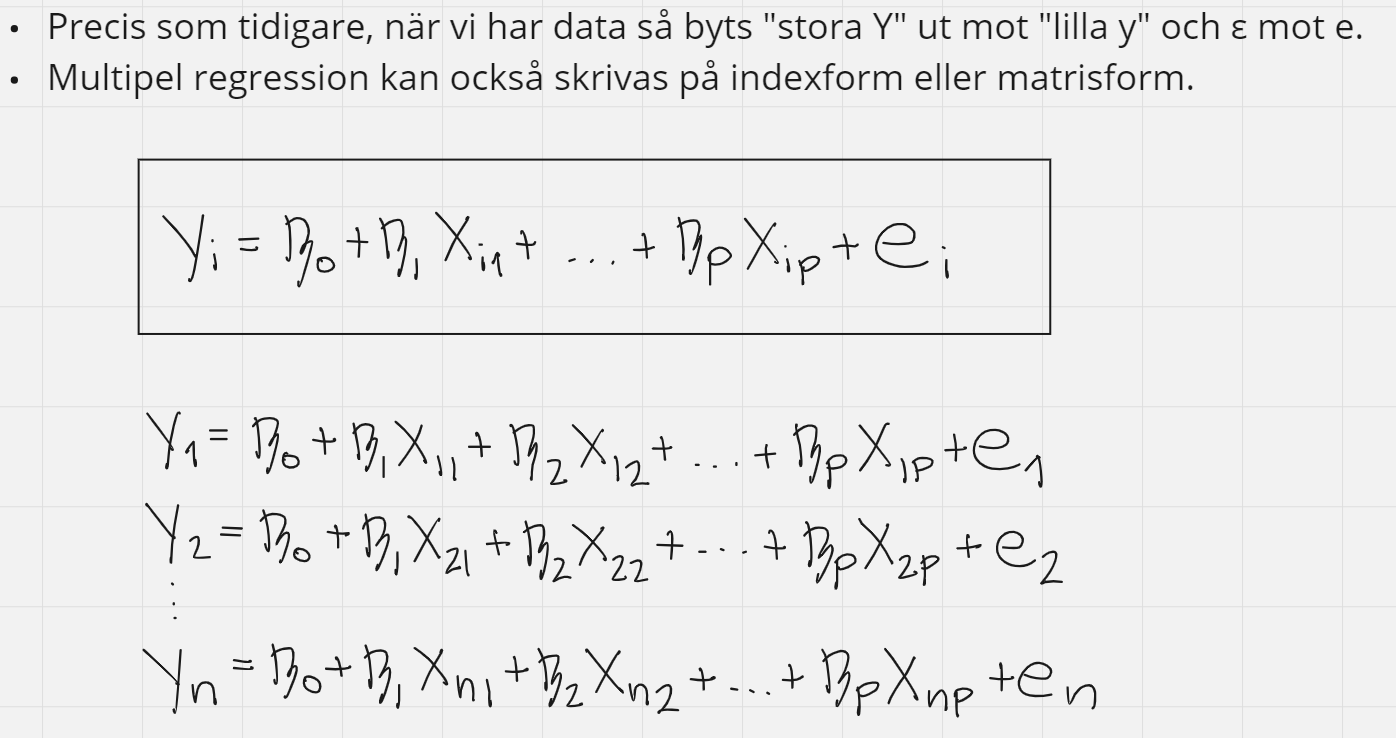 • Precis som tidigare, när vi har data så byts "stora Y" ut mot "lilla y" och ε mot e.
• Multipel regression kan också skrivas på indexform eller matrisform.
yᵢ = β₀ + β₁ xᵢ₁ + ... + βₚ xᵢₚ + eᵢ
y₁ = β₀ + β₁ x₁₁ + β₂ x₁₂ + ... + βₚ x₁ₚ + e₁
y₂ = β₀ + β₁ x₂₁ + β₂ x₂₂ + ... + βₚ x₂ₚ + e₂
⋮
yₙ = β₀ + β₁ xₙ₁ + β₂ xₙ₂ + ... + βₚ xₙₚ + eₙ